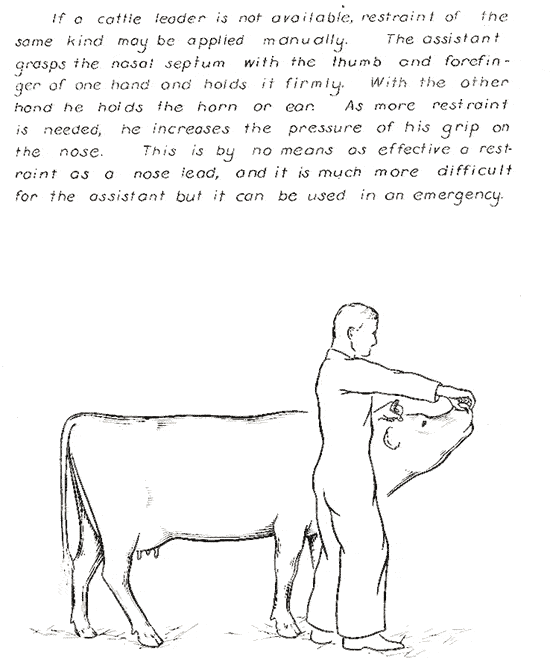 If a cattle leader is not available, restraint of the
same kind may be applied manually. The assistant
grasps the nasal septum with the thumb and forefin-
ger of one hand and holds it firmly. With the other
hand he holds the horn or ear. As more restraint
is needed, he increases the pressure of his grip on
the nose. This is by no means as effective a rest-
raint as a nose lead, and it is much more difficult
for the assistant but it can be used in an emergency.